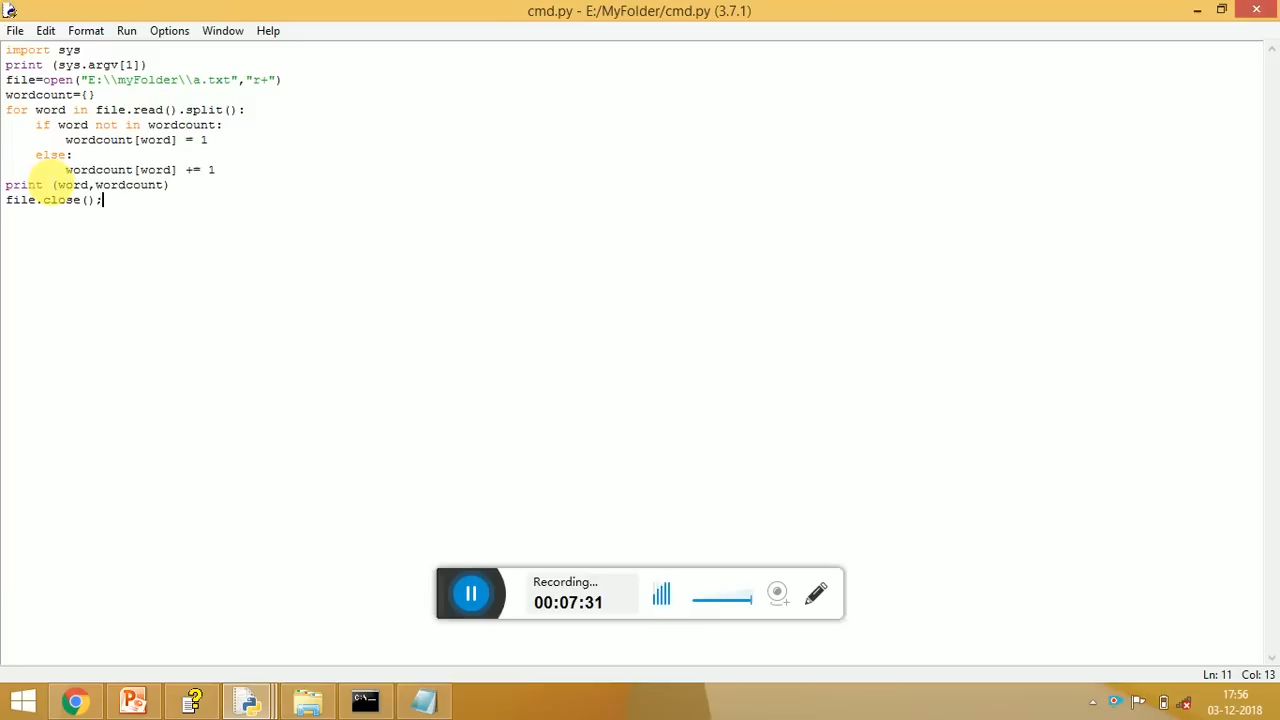 cmd.py - E:/MyFolder/cmd.py (3.7.1)
File Edit Format Run Options Window Help
import sys
print (sys.argv[1])
file=open("E:\\myFolder\\a.txt","r+")
wordcount={}
for word in file.read().split():
    if word not in wordcount:
        wordcount[word] = 1
    else:
        wordcount[word] += 1
print (word,wordcount)
file.close();
Recording...
00:07:31
Ln: 11 Col: 13
17:56
03-12-2018